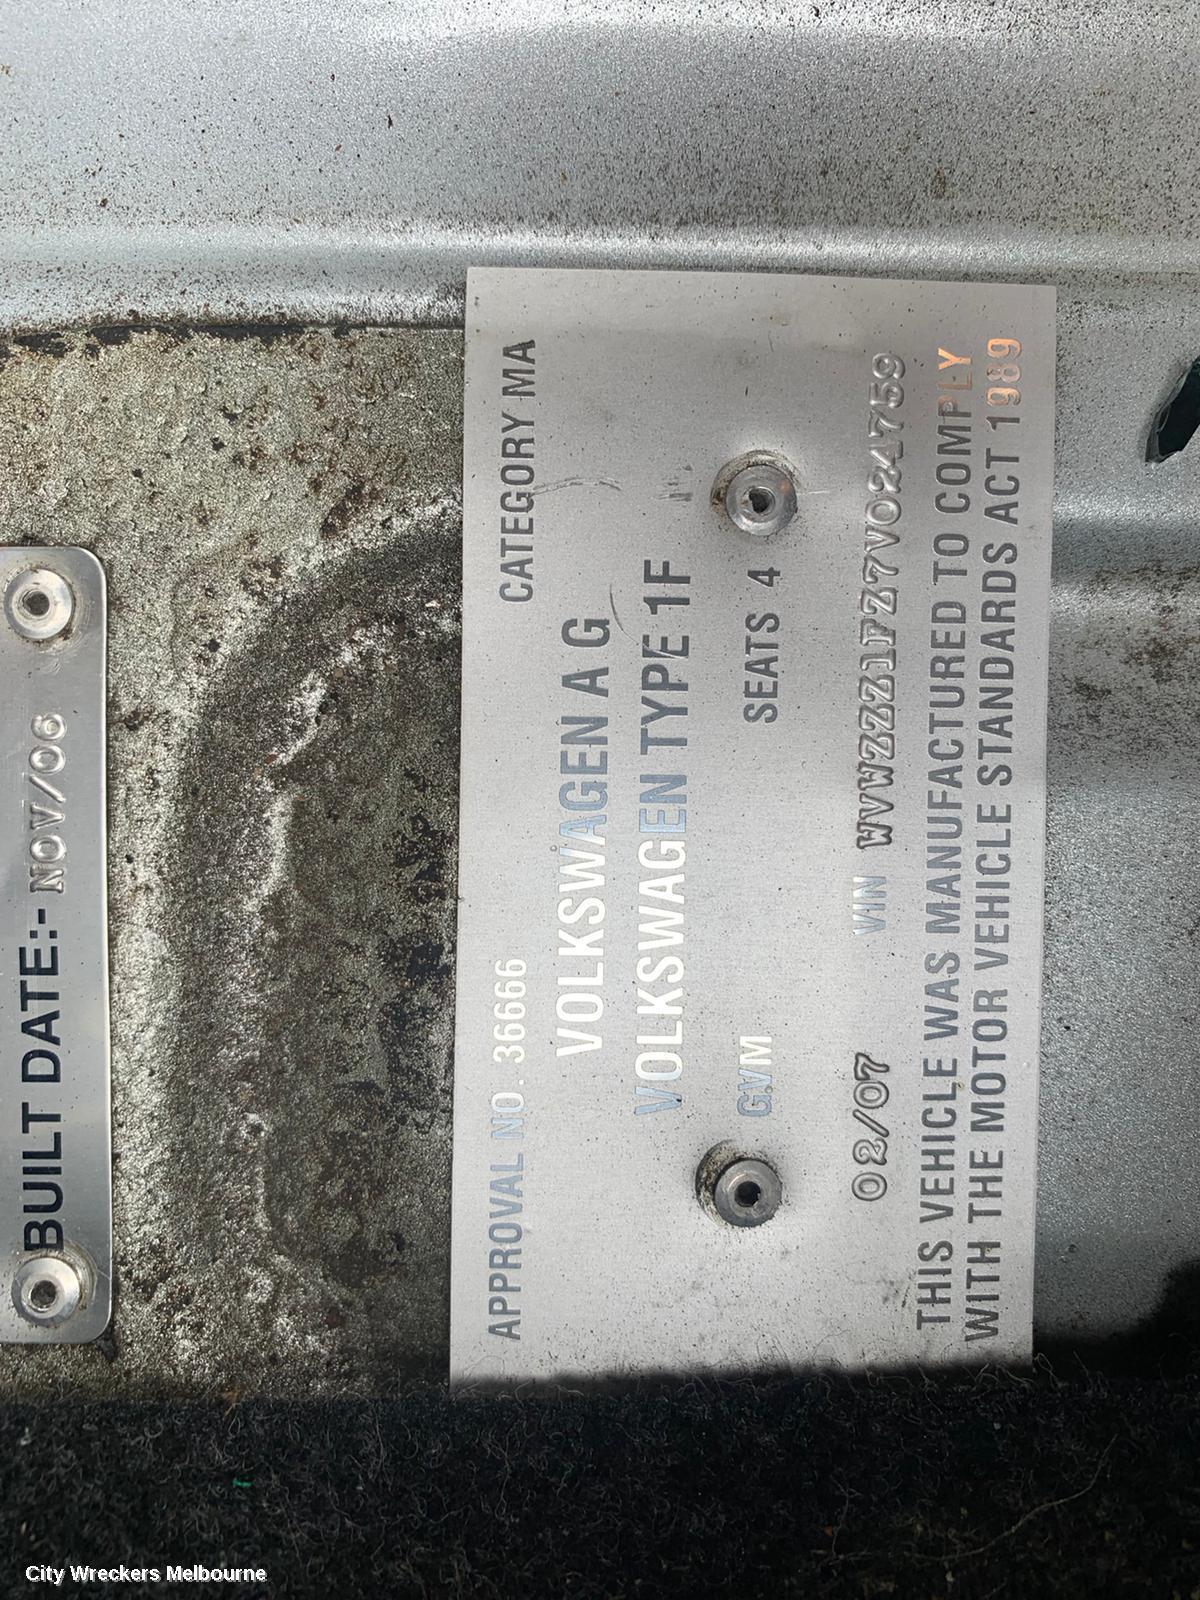 BUILT DATE:- NOV/06
APPROVAL NO. 36666 CATEGORY MA
VOLKSWAGEN A G
VOLKSWAGEN TYPE 1F
G.V.M SEATS 4
02/07 VIN WVWZZZ1FZ7V024759
THIS VEHICLE WAS MANUFACTURED TO COMPLY
WITH THE MOTOR VEHICLE STANDARDS ACT 1989
City Wreckers Melbourne